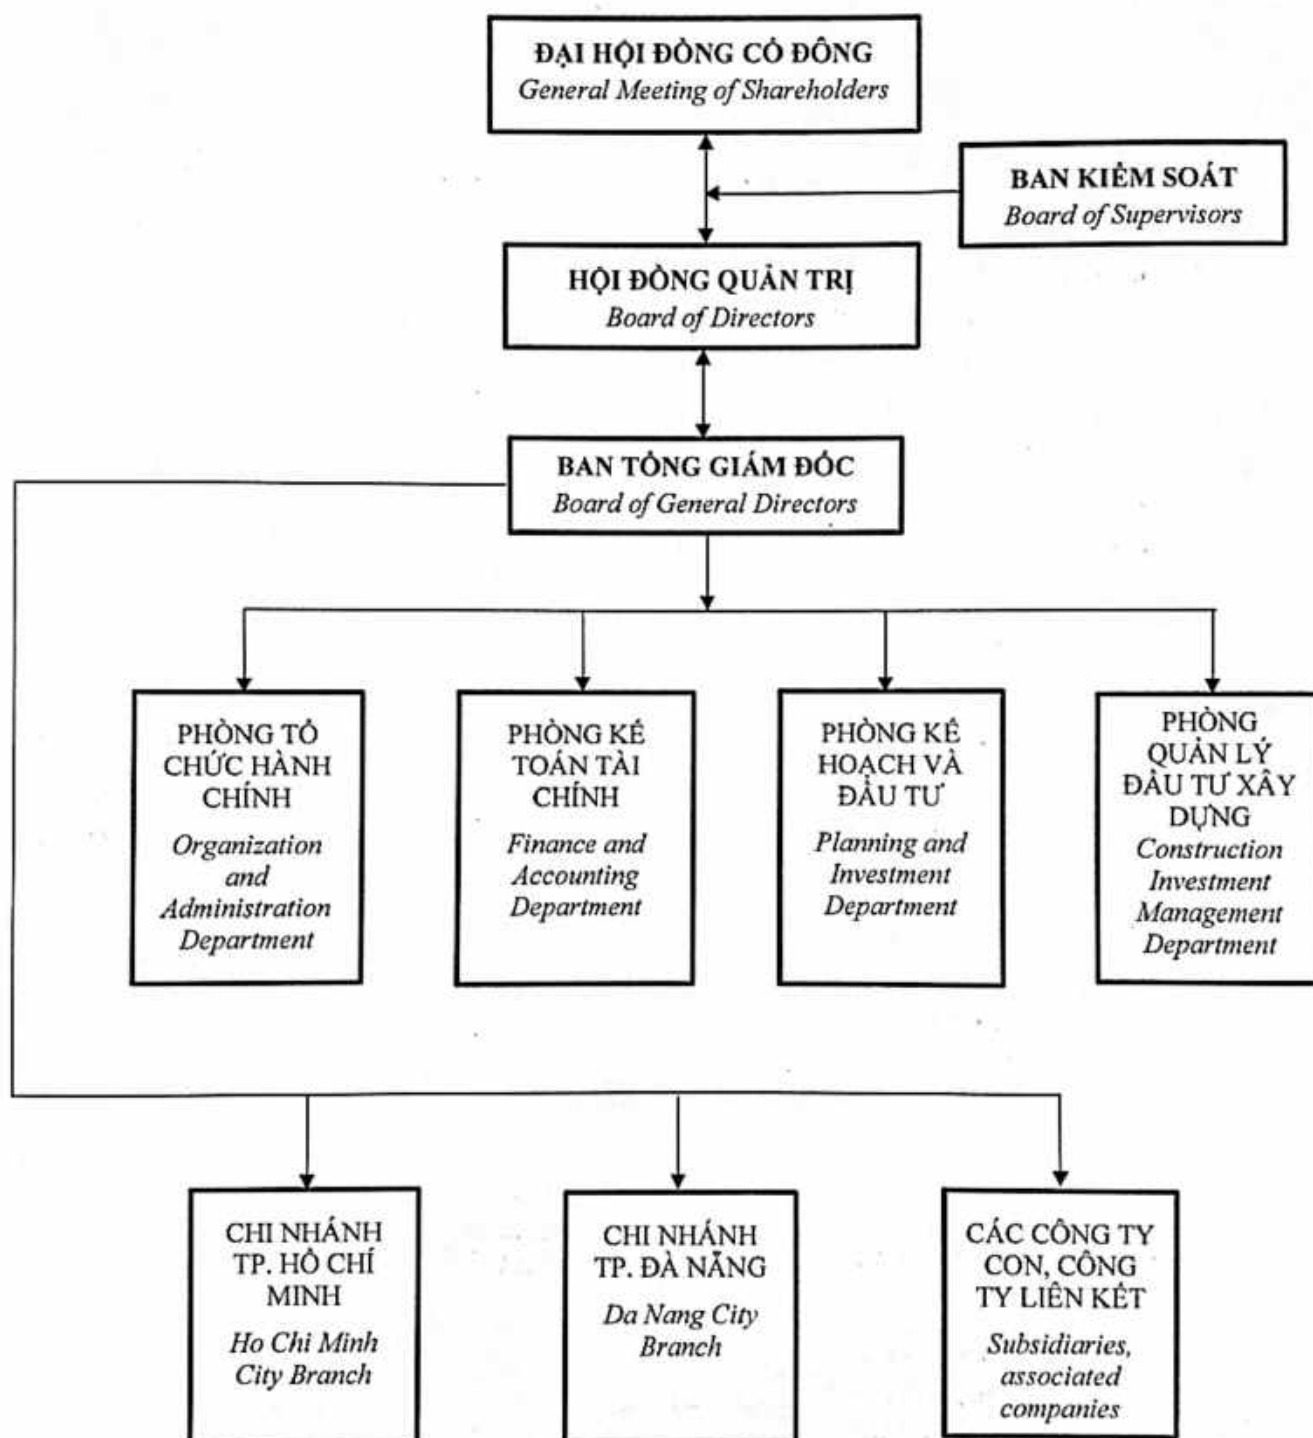 ĐẠI HỘI ĐỒNG CỔ ĐÔNG
General Meeting of Shareholders
BAN KIỂM SOÁT
Board of Supervisors
HỘI ĐỒNG QUẢN TRỊ
Board of Directors
BAN TỔNG GIÁM ĐỐC
Board of General Directors
PHÒNG TỔ
CHỨC HÀNH
CHÍNH
Organization
and
Administration
Department
PHÒNG KẾ
TOÁN TÀI
CHÍNH
Finance and
Accounting
Department
PHÒNG KẾ
HOẠCH VÀ
ĐẦU TƯ
Planning and
Investment
Department
PHÒNG
QUẢN LÝ
ĐẦU TƯ XÂY
DỰNG
Construction
Investment
Management
Department
CHI NHÁNH
TP. HỒ CHÍ
MINH
Ho Chi Minh
City Branch
CHI NHÁNH
TP. ĐÀ NẴNG
Da Nang City
Branch
CÁC CÔNG TY
CON, CÔNG
TY LIÊN KẾT
Subsidiaries,
associated
companies